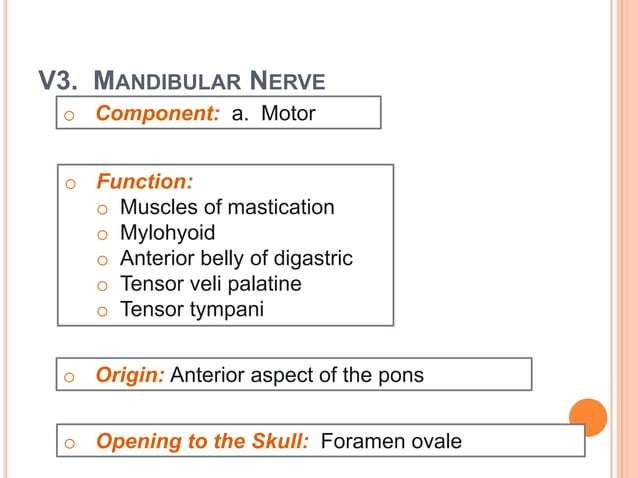 V3. MANDIBULAR NERVE
o Component: a. Motor
o Function:
o Muscles of mastication
o Mylohyoid
o Anterior belly of digastric
o Tensor veli palatine
o Tensor tympani
o Origin: Anterior aspect of the pons
o Opening to the Skull: Foramen ovale